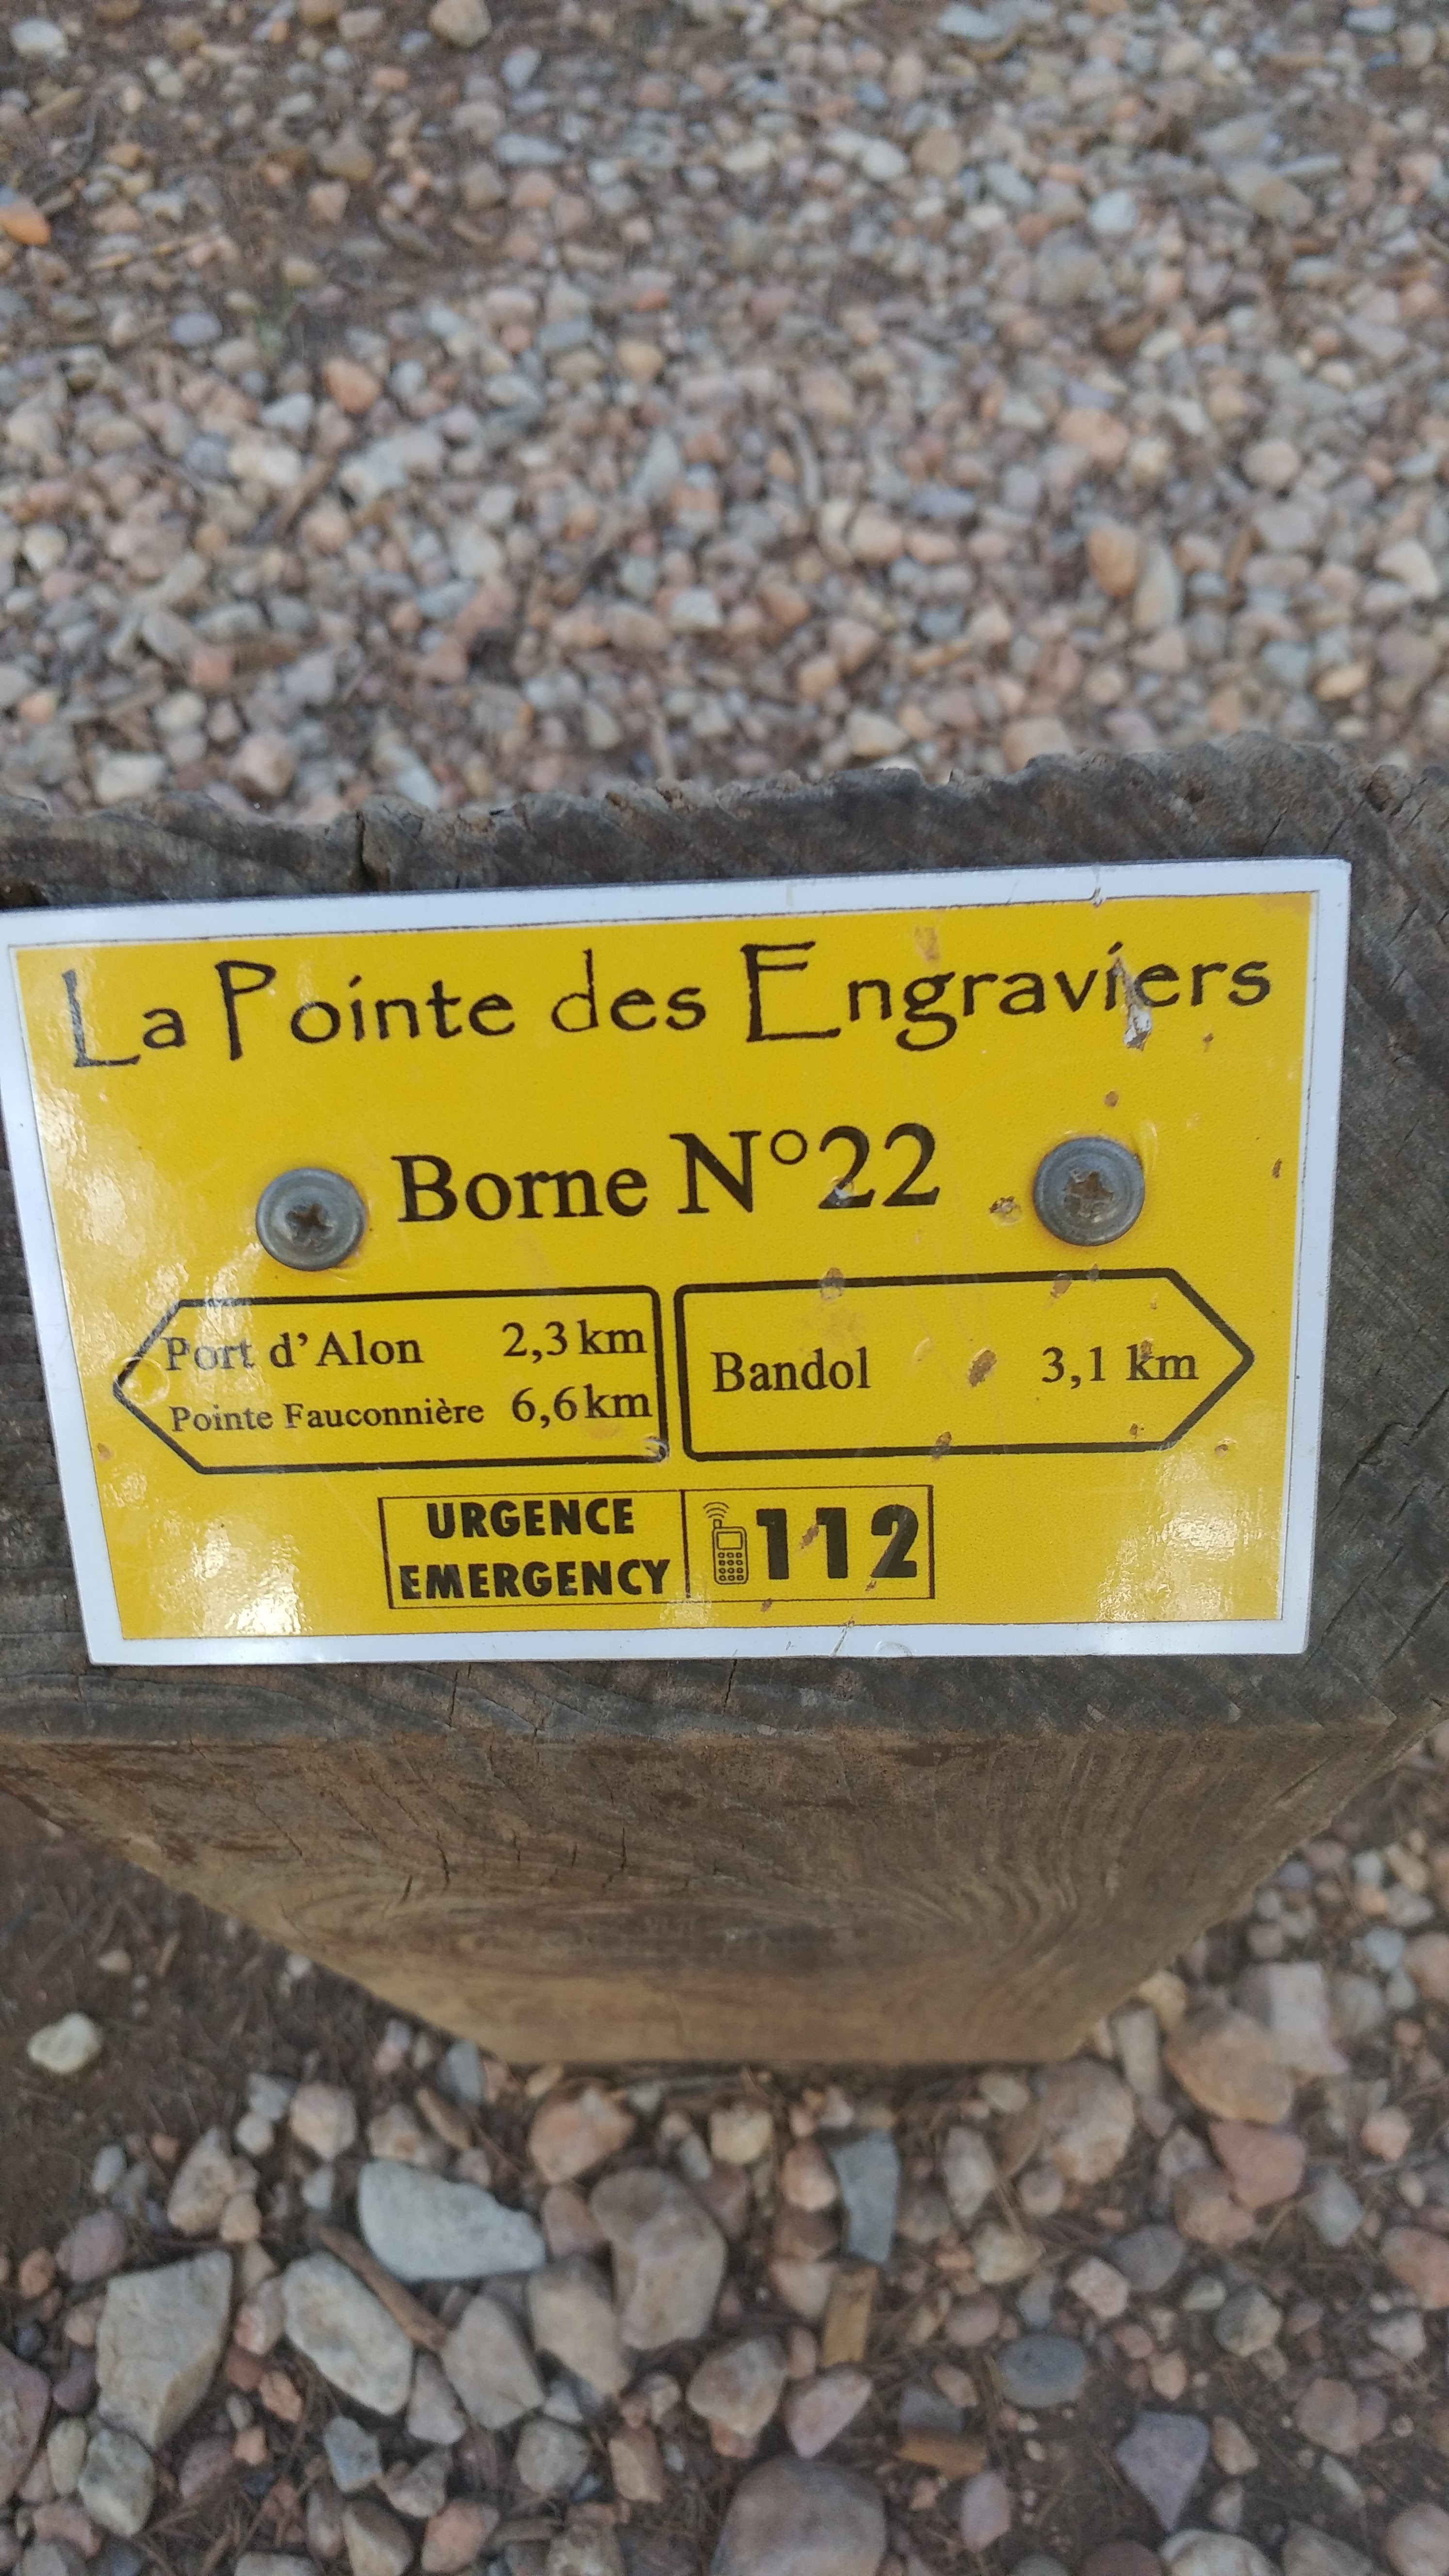 La Pointe des Engraviers
Borne N°22
Port d'Alon 2,3 km
Pointe Fauconnière 6,6 km
Bandol 3,1 km
URGENCE
EMERGENCY
112